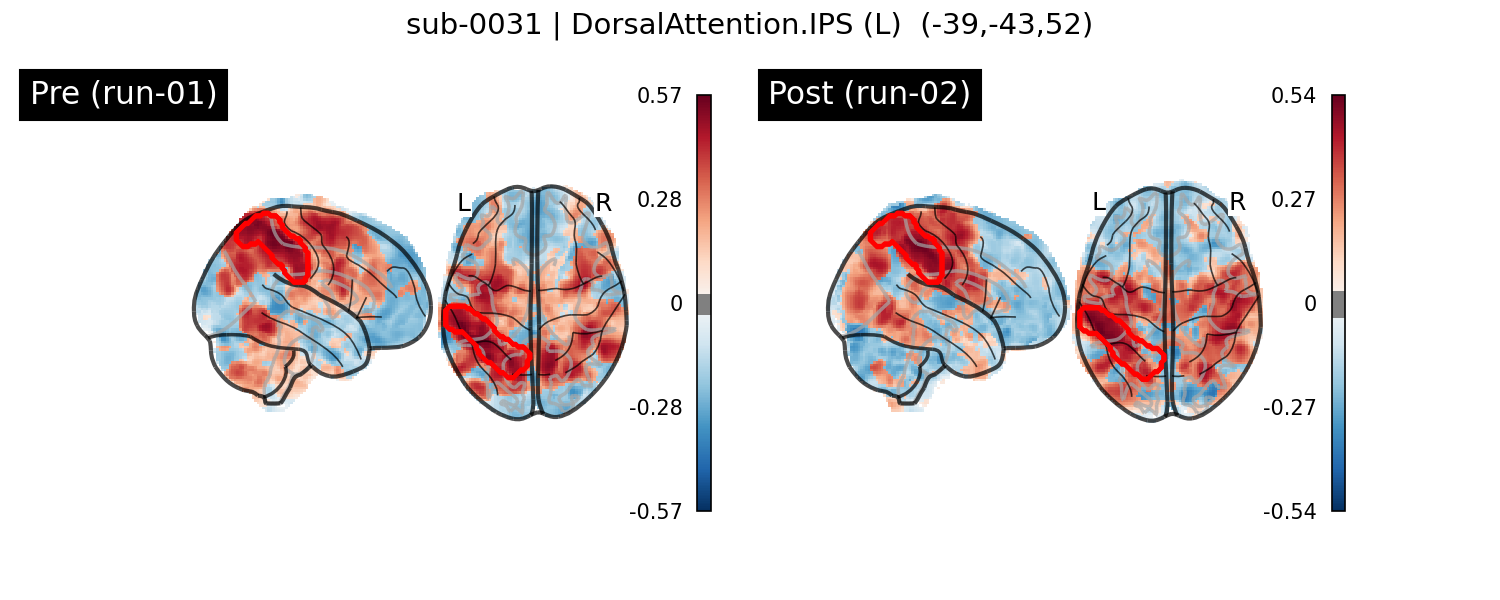 sub-0031 | DorsalAttention.IPS (L)  (-39,-43,52)
Pre (run-01)
L
R
0.57
0.28
0
-0.28
-0.57
Post (run-02)
L
R
0.54
0.27
0
-0.27
-0.54